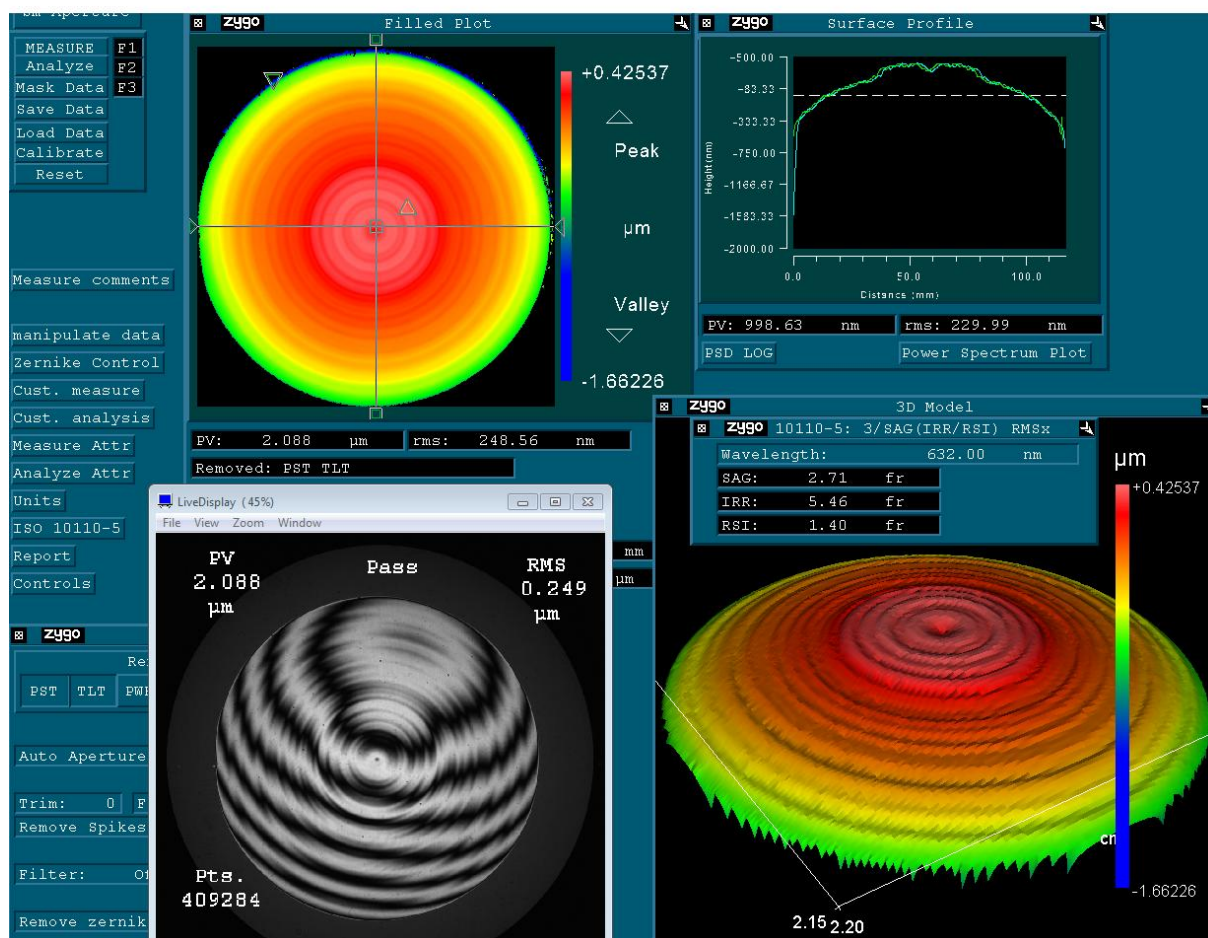 MEASURE F1
Analyze F2
Mask Data F3
Save Data
Load Data
Calibrate
Reset
Measure comments
manipulate data
Zernike Control
Cust. measure
Cust. analysis
Measure Attr
Analyze Attr
Units
ISO 10110-5
Report
Controls
zygo
PST TLT
Auto Aperture
Trim: 0
Remove Spikes
Filter:
Remove zernik
zygo Filled Plot
+0.42537
Peak
µm
Valley
-1.66226
PV: 2.088 µm rms: 248.56 nm
Removed: PST TLT
mm
µm
zygo Surface Profile
Height (nm)
-750.00
-1166.67
-1583.33
-2000.00
0.0 50.0 100.0
Distance (mm)
PV: 998.63 nm rms: 229.99 nm
PSD LOG Power Spectrum Plot
LiveDisplay (45%)
File View Zoom Window
PV
2.088
µm
Pass
RMS
0.249
µm
Pts.
409284
zygo 3D Model
zygo 10110-5: 3/SAG(IRR/RSI) RMSx
Wavelength: 632.00 nm
SAG: 2.71 fr
IRR: 5.46 fr
RSI: 1.40 fr
µm
+0.42537
-1.66226
2.15 2.20